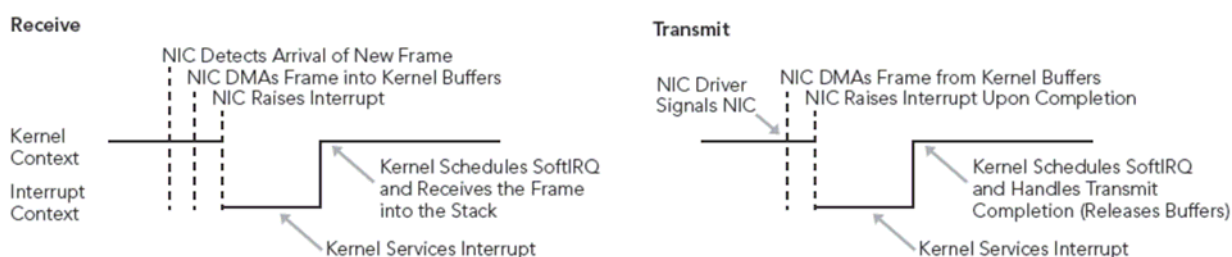 Receive
NIC Detects Arrival of New Frame
NIC DMAs Frame into Kernel Buffers
NIC Raises Interrupt
Kernel
Context
Interrupt
Context
Kernel Schedules SoftIRQ
and Receives the Frame
into the Stack
Kernel Services Interrupt
Transmit
NIC Driver
Signals NIC
NIC DMAs Frame from Kernel Buffers
NIC Raises Interrupt Upon Completion
Kernel Schedules SoftIRQ
and Handles Transmit
Completion (Releases Buffers)
Kernel Services Interrupt